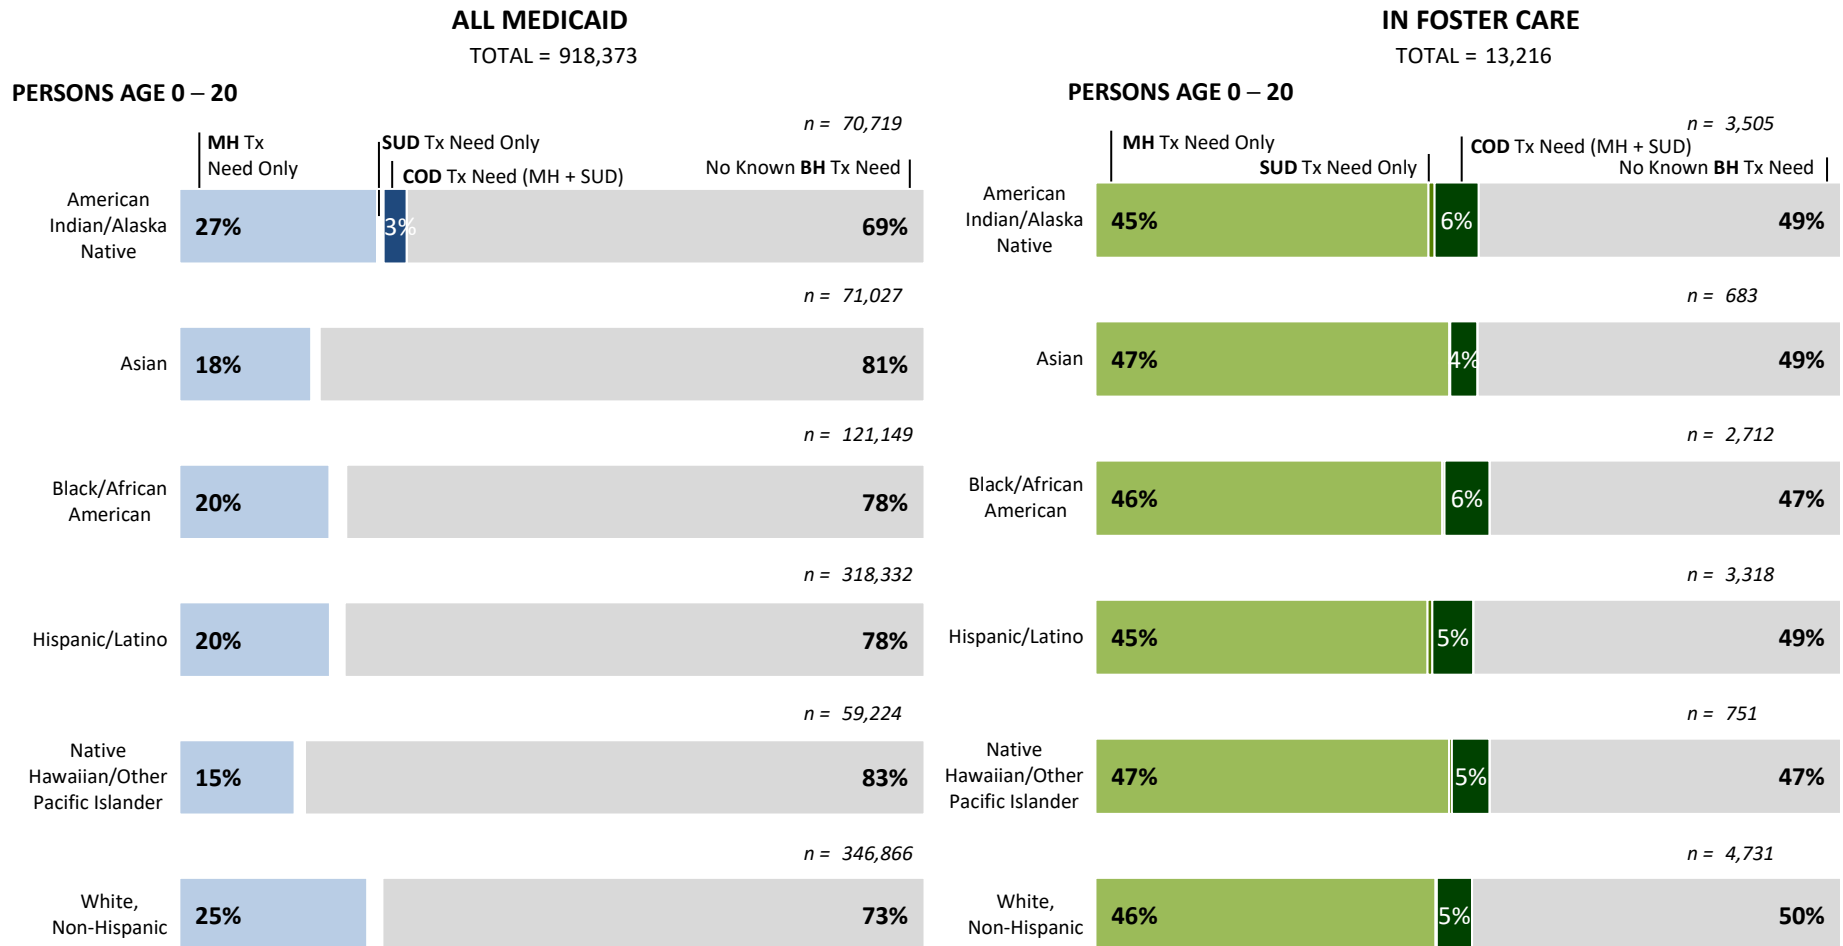 ALL MEDICAID
TOTAL = 918,373
PERSONS AGE 0 – 20
n = 70,719
MH Tx
Need Only
SUD Tx Need Only
COD Tx Need (MH + SUD)
No Known BH Tx Need
American
Indian/Alaska
Native
27%
3%
69%
n = 71,027
Asian
18%
81%
n = 121,149
Black/African
American
20%
78%
n = 318,332
Hispanic/Latino
20%
78%
n = 59,224
Native
Hawaiian/Other
Pacific Islander
15%
83%
n = 346,866
White,
Non-Hispanic
25%
73%
IN FOSTER CARE
TOTAL = 13,216
PERSONS AGE 0 – 20
n = 3,505
MH Tx Need Only
SUD Tx Need Only
COD Tx Need (MH + SUD)
No Known BH Tx Need
American
Indian/Alaska
Native
45%
6%
49%
n = 683
Asian
47%
4%
49%
n = 2,712
Black/African
American
46%
6%
47%
n = 3,318
Hispanic/Latino
45%
5%
49%
n = 751
Native
Hawaiian/Other
Pacific Islander
47%
5%
47%
n = 4,731
White,
Non-Hispanic
46%
5%
50%